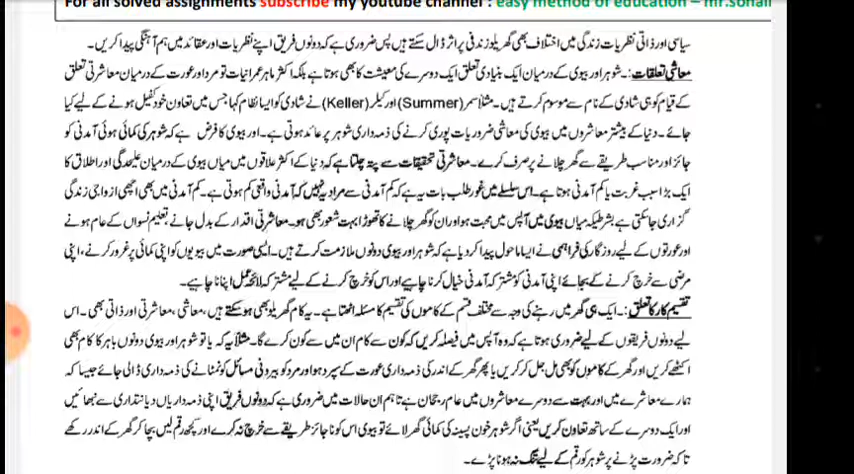 For all solved assignments subscribe my youtube channel : easy method of education – mr.sohail
سیاسی اور ذاتی نظریات زندگی میں اختلاف بھی گھریلو زندگی پر اثر ڈال سکتے ہیں پس ضروری ہے کہ دونوں فریق اپنے نظریات اور عقائد میں ہم آہنگی پیدا کریں۔
معاشی تعلقات:۔ شوہر اور بیوی کے درمیان ایک بنیادی تعلق ایک دوسرے کی معیشت کا بھی ہوتا ہے بلکہ اکثر ماہر عمرانیات تو مرد اور عورت کے درمیان معاشرتی تعلق
کے قیام کو ہی شادی کے نام سے موسوم کرتے ہیں۔ مثلاً سمر (Summer) اور کیلر (Keller) نے شادی کو ایسا نظام کہا جس میں تعاون خود کفیل ہونے کے لیے کیا
جائے۔ دنیا کے بیشتر معاشروں میں بیوی کی معاشی ضروریات پوری کرنے کی ذمہ داری شوہر پر عائد ہوتی ہے۔ اور بیوی کا فرض ہے کہ شوہر کی کمائی ہوئی آمدنی کو
جائز اور مناسب طریقے سے گھر چلانے پر صرف کرے۔ معاشرتی تحقیقات سے پتہ چلتا ہے کہ دنیا کے اکثر علاقوں میں میاں بیوی کے درمیان علیحدگی اور اطلاق کا
ایک بڑا سبب غربت یا کم آمدنی ہوتا ہے۔ اس سلسلے میں غور طلب بات یہ ہے کہ کم آمدنی سے مراد یہ نہیں کہ آمدنی واقعی کم ہوتی ہے۔ کم آمدنی میں بھی اچھی ازواجی زندگی
گزاری جاسکتی ہے بشرطیکہ میاں بیوی میں آپس میں محبت ہو اور ان کو گھر چلانے کا تھوڑا بہت شعور بھی ہو۔ معاشرتی اقدار کے بدل جانے، تعلیم نسواں کے عام ہونے
اور عورتوں کے لیے روزگار کی فراہمی نے ایسا ماحول پیدا کر دیا ہے کہ شوہر اور بیوی دونوں ملازمت کرتے ہیں۔ ایسی صورت میں بیویوں کو اپنی کمائی پر غرور کرنے، اپنی
مرضی سے خرچ کرنے کے بجائے اپنی آمدنی کو مشترکہ آمدنی خیال کرنا چاہیے اور اس کو خرچ کرنے کے لیے مشترکہ لائحہ عمل اپنانا چاہیے۔
تقسیم کار کا تعلق:۔ ایک ہی گھر میں رہنے کی وجہ سے مختلف قسم کے کاموں کی تقسیم کا مسئلہ اٹھتا ہے۔ یہ کام گھریلو بھی ہوسکتے ہیں، معاشی، معاشرتی اور ذاتی بھی۔ اس
لیے دونوں فریقوں کے لیے ضروری ہوتا ہے کہ وہ آپس میں فیصلہ کریں کہ کون سے کام ان میں سے کون کرے گا۔ مثلاً یہ کہ یا تو شوہر اور بیوی دونوں باہر کا کام بھی
اکٹھے کریں اور گھر کے کاموں کو بھی مل جل کر کریں یا پھر گھر کے اندر کی ذمہ داری عورت کے سپرد ہو اور مرد کو بیرونی مسائل کو نمٹانے کی ذمہ داری ڈالی جائے جیسا کہ
ہمارے معاشرے میں اور بہت سے دوسرے معاشروں میں عام رجحان ہے تاہم ان حالات میں ضروری ہے کہ دونوں فریق اپنی ذمہ داریاں دیانتداری سے نبھائیں
اور ایک دوسرے کے ساتھ تعاون کریں یعنی اگر شوہر خون پسینہ کی کمائی گھر لائے تو بیوی اس کو ناجائز طریقے سے خرچ نہ کرے اور کچھ رقم پس بچا کر گھر کے اندر رکھے
تاکہ ضرورت پڑنے پر شوہر کو رقم کے لیے تنگ نہ ہونا پڑے۔